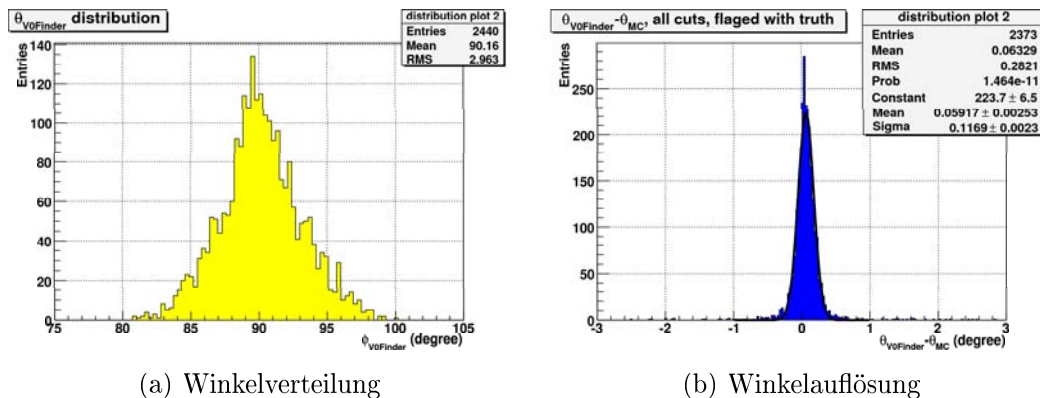 θV0Finder distribution
distribution plot 2
Entries 2440
Mean 90.16
RMS 2.963
Entries
140
120
100
80
60
40
20
0
75 80 85 90 95 100 105
ϕV0Finder (degree)
(a) Winkelverteilung
θV0Finder-θMC, all cuts, flaged with truth
distribution plot 2
Entries 2373
Mean 0.06329
RMS 0.2821
Prob 1.464e-11
Constant 223.7 ± 6.5
Mean 0.05917 ± 0.00253
Sigma 0.1169 ± 0.0023
Entries
250
200
150
100
50
0
-3 -2 -1 0 1 2 3
θV0Finder-θMC (degree)
(b) Winkelauflösung